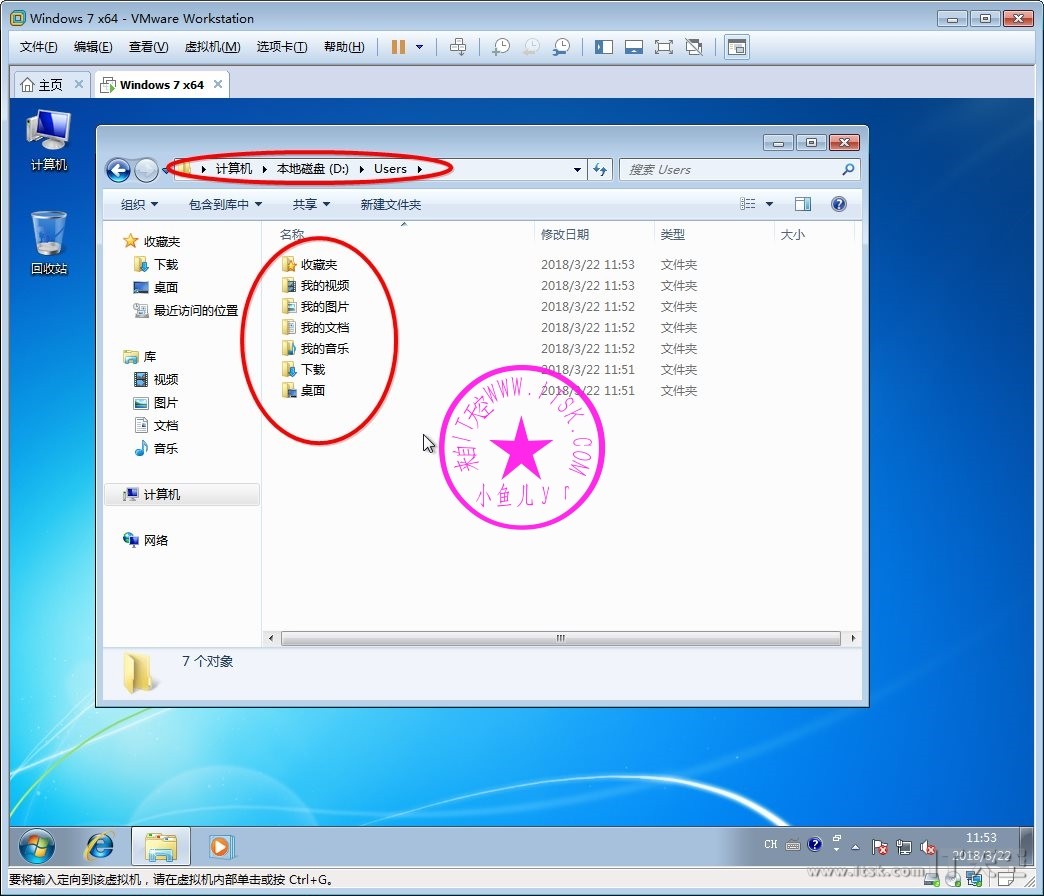 Windows 7 x64 - VMware Workstation
文件(F) 编辑(E) 查看(V) 虚拟机(M) 选项卡(T) 帮助(H)
主页 Windows 7 x64
计算机
回收站
计算机 本地磁盘 (D:) Users
搜索 Users
组织 包含到库中 共享 新建文件夹
名称 修改日期 类型 大小
收藏夹
下载
桌面
最近访问的位置
库
视频
图片
文档
音乐
计算机
网络
收藏夹 2018/3/22 11:53 文件夹
我的视频 2018/3/22 11:53 文件夹
我的图片 2018/3/22 11:52 文件夹
我的文档 2018/3/22 11:52 文件夹
我的音乐 2018/3/22 11:52 文件夹
下载 2018/3/22 11:51 文件夹
桌面 2018/3/22 11:51 文件夹
来自IT天空WWW.ITSK.COM
小鱼儿yr
7 个对象
CH
11:53
2018/3/22
www.itsk.com
要将输入定向到该虚拟机，请在虚拟机内部单击或按 Ctrl+G。